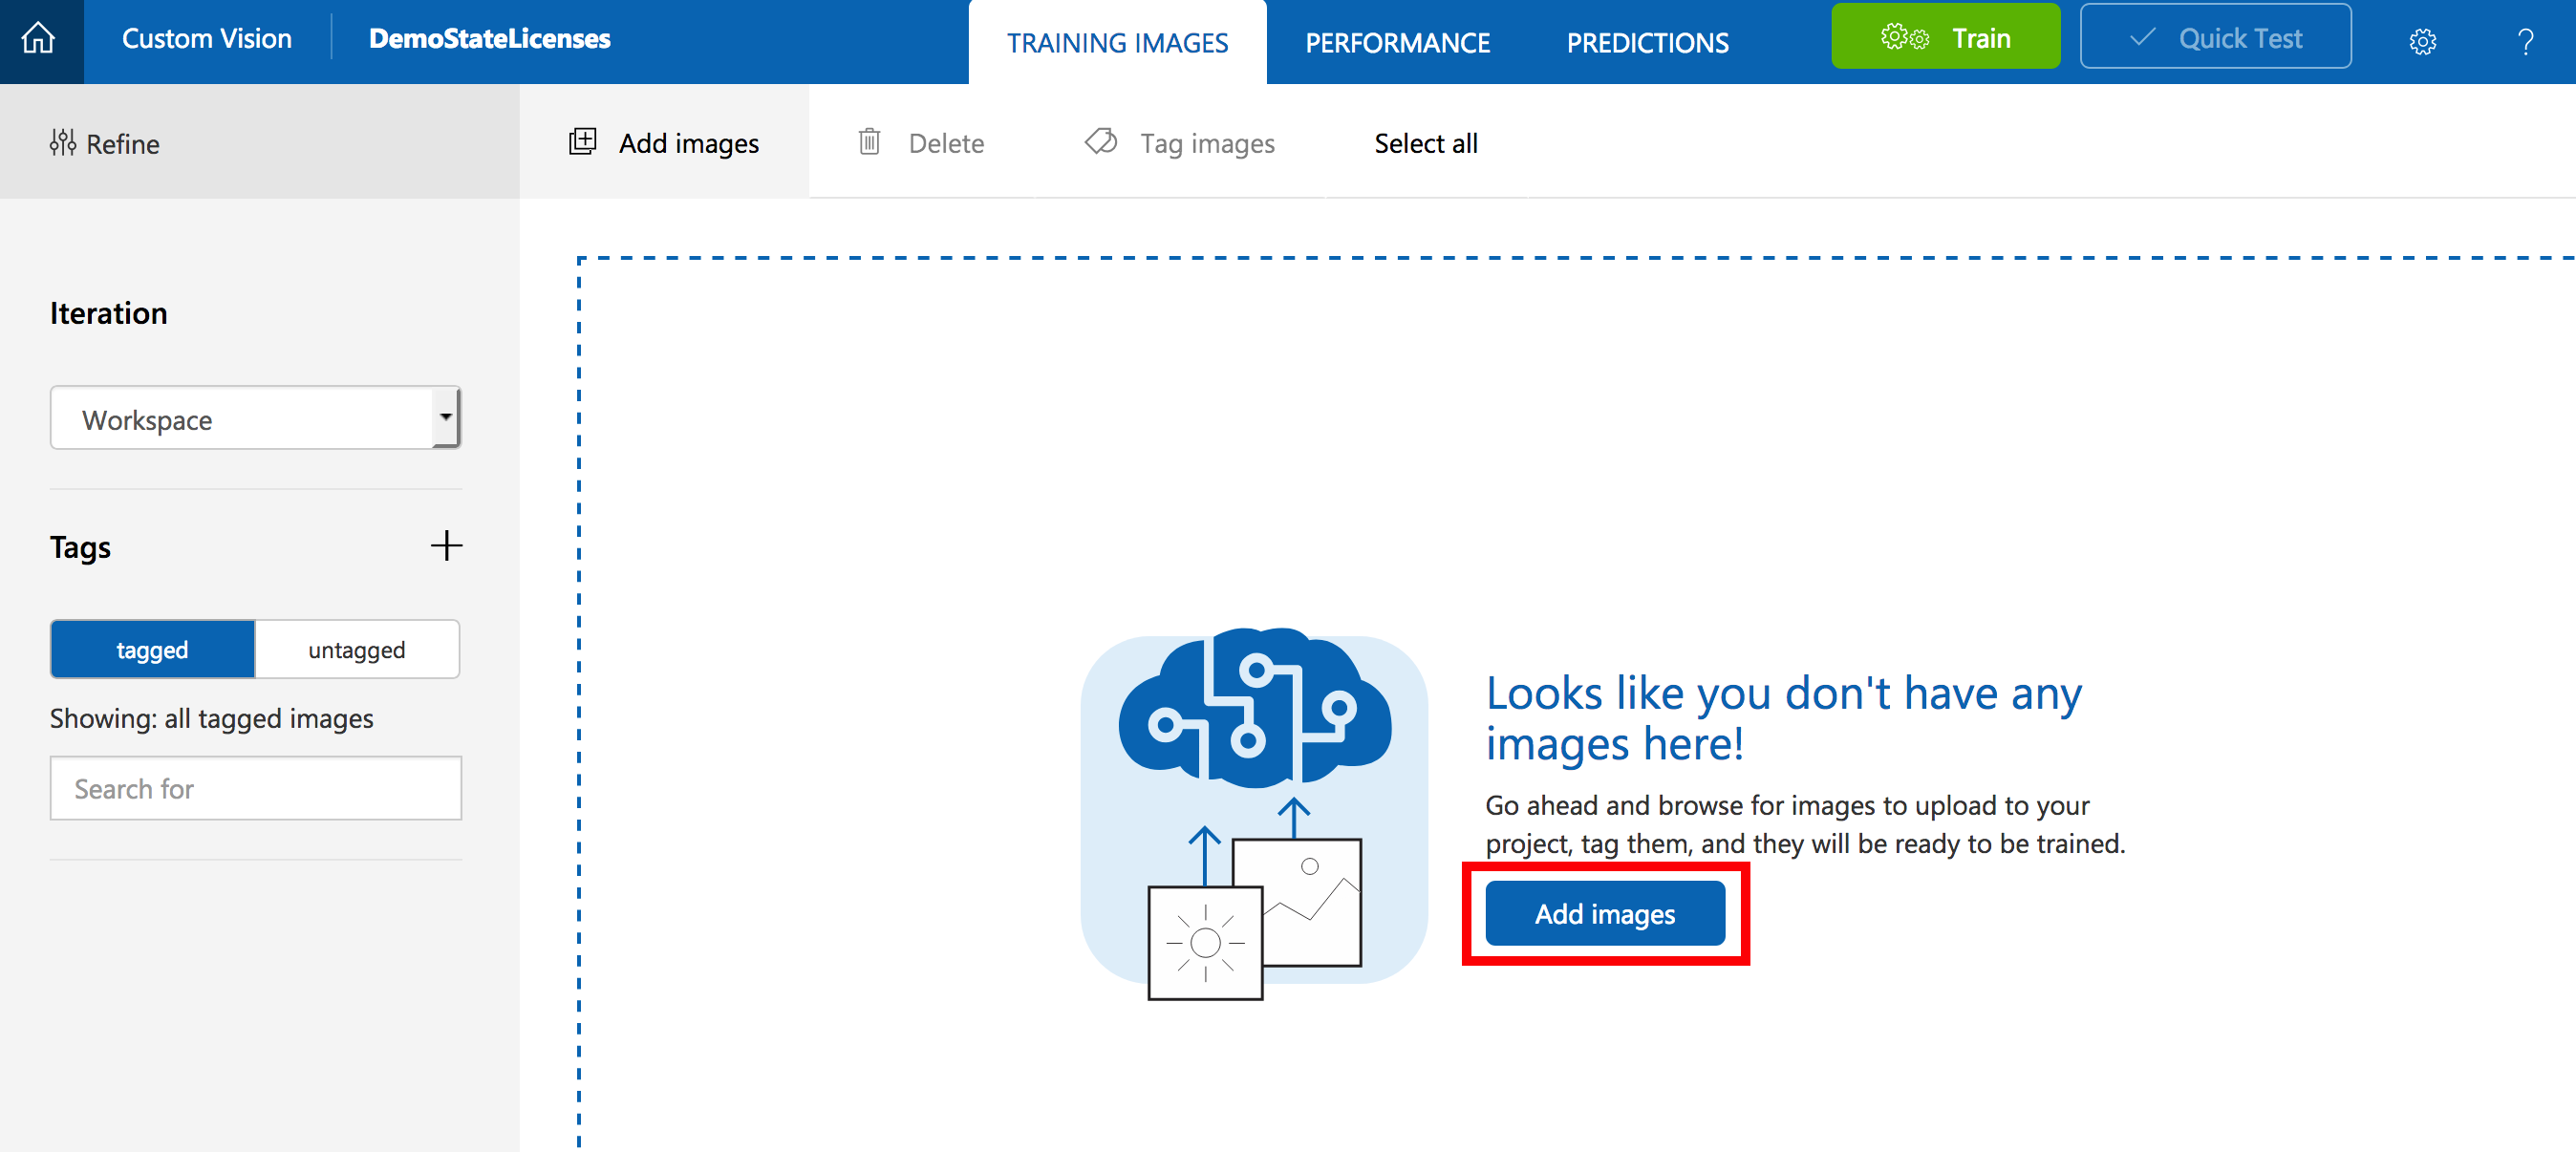 Custom Vision
DemoStateLicenses
TRAINING IMAGES
PERFORMANCE
PREDICTIONS
Train
Quick Test
?
Refine
Add images
Delete
Tag images
Select all
Iteration
Workspace
Tags
tagged
untagged
Showing: all tagged images
Search for
Looks like you don't have any
images here!
Go ahead and browse for images to upload to your
project, tag them, and they will be ready to be trained.
Add images